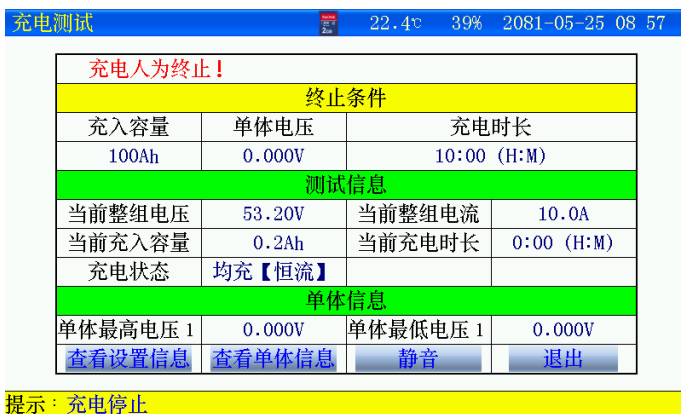 充电测试 22.4℃ 39% 2081-05-25 08 57
充电人为终止!
终止条件
充入容量 单体电压 充电时长
100Ah 0.000V 10:00 (H:M)
测试信息
当前整组电压 53.20V 当前整组电流 10.0A
当前充入容量 0.2Ah 当前充电时长 0:00 (H:M)
充电状态 均充【恒流】
单体信息
单体最高电压 1 0.000V 单体最低电压 1 0.000V
查看设置信息 查看单体信息 静音 退出
提示:充电停止